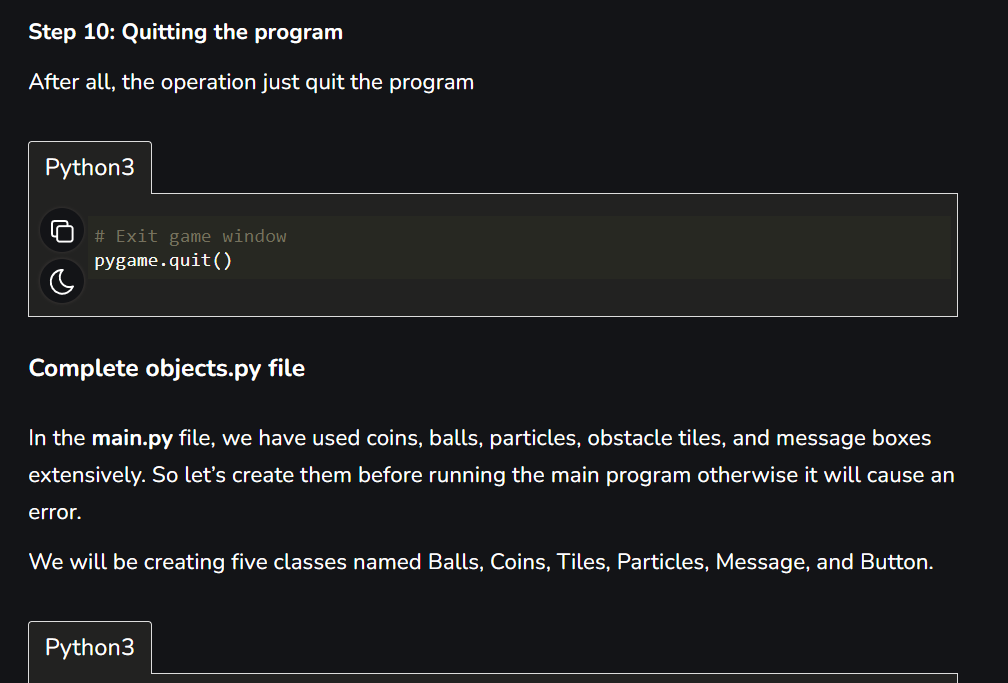 Step 10: Quitting the program
After all, the operation just quit the program
Python3
# Exit game window
pygame.quit()
Complete objects.py file
In the main.py file, we have used coins, balls, particles, obstacle tiles, and message boxes
extensively. So let’s create them before running the main program otherwise it will cause an
error.
We will be creating five classes named Balls, Coins, Tiles, Particles, Message, and Button.
Python3